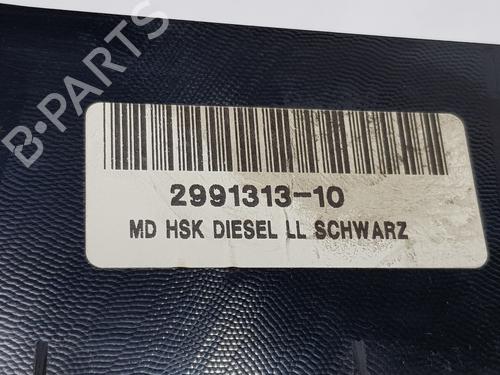 B-PARTS
2991313-10
MD HSK DIESEL LL SCHWARZ